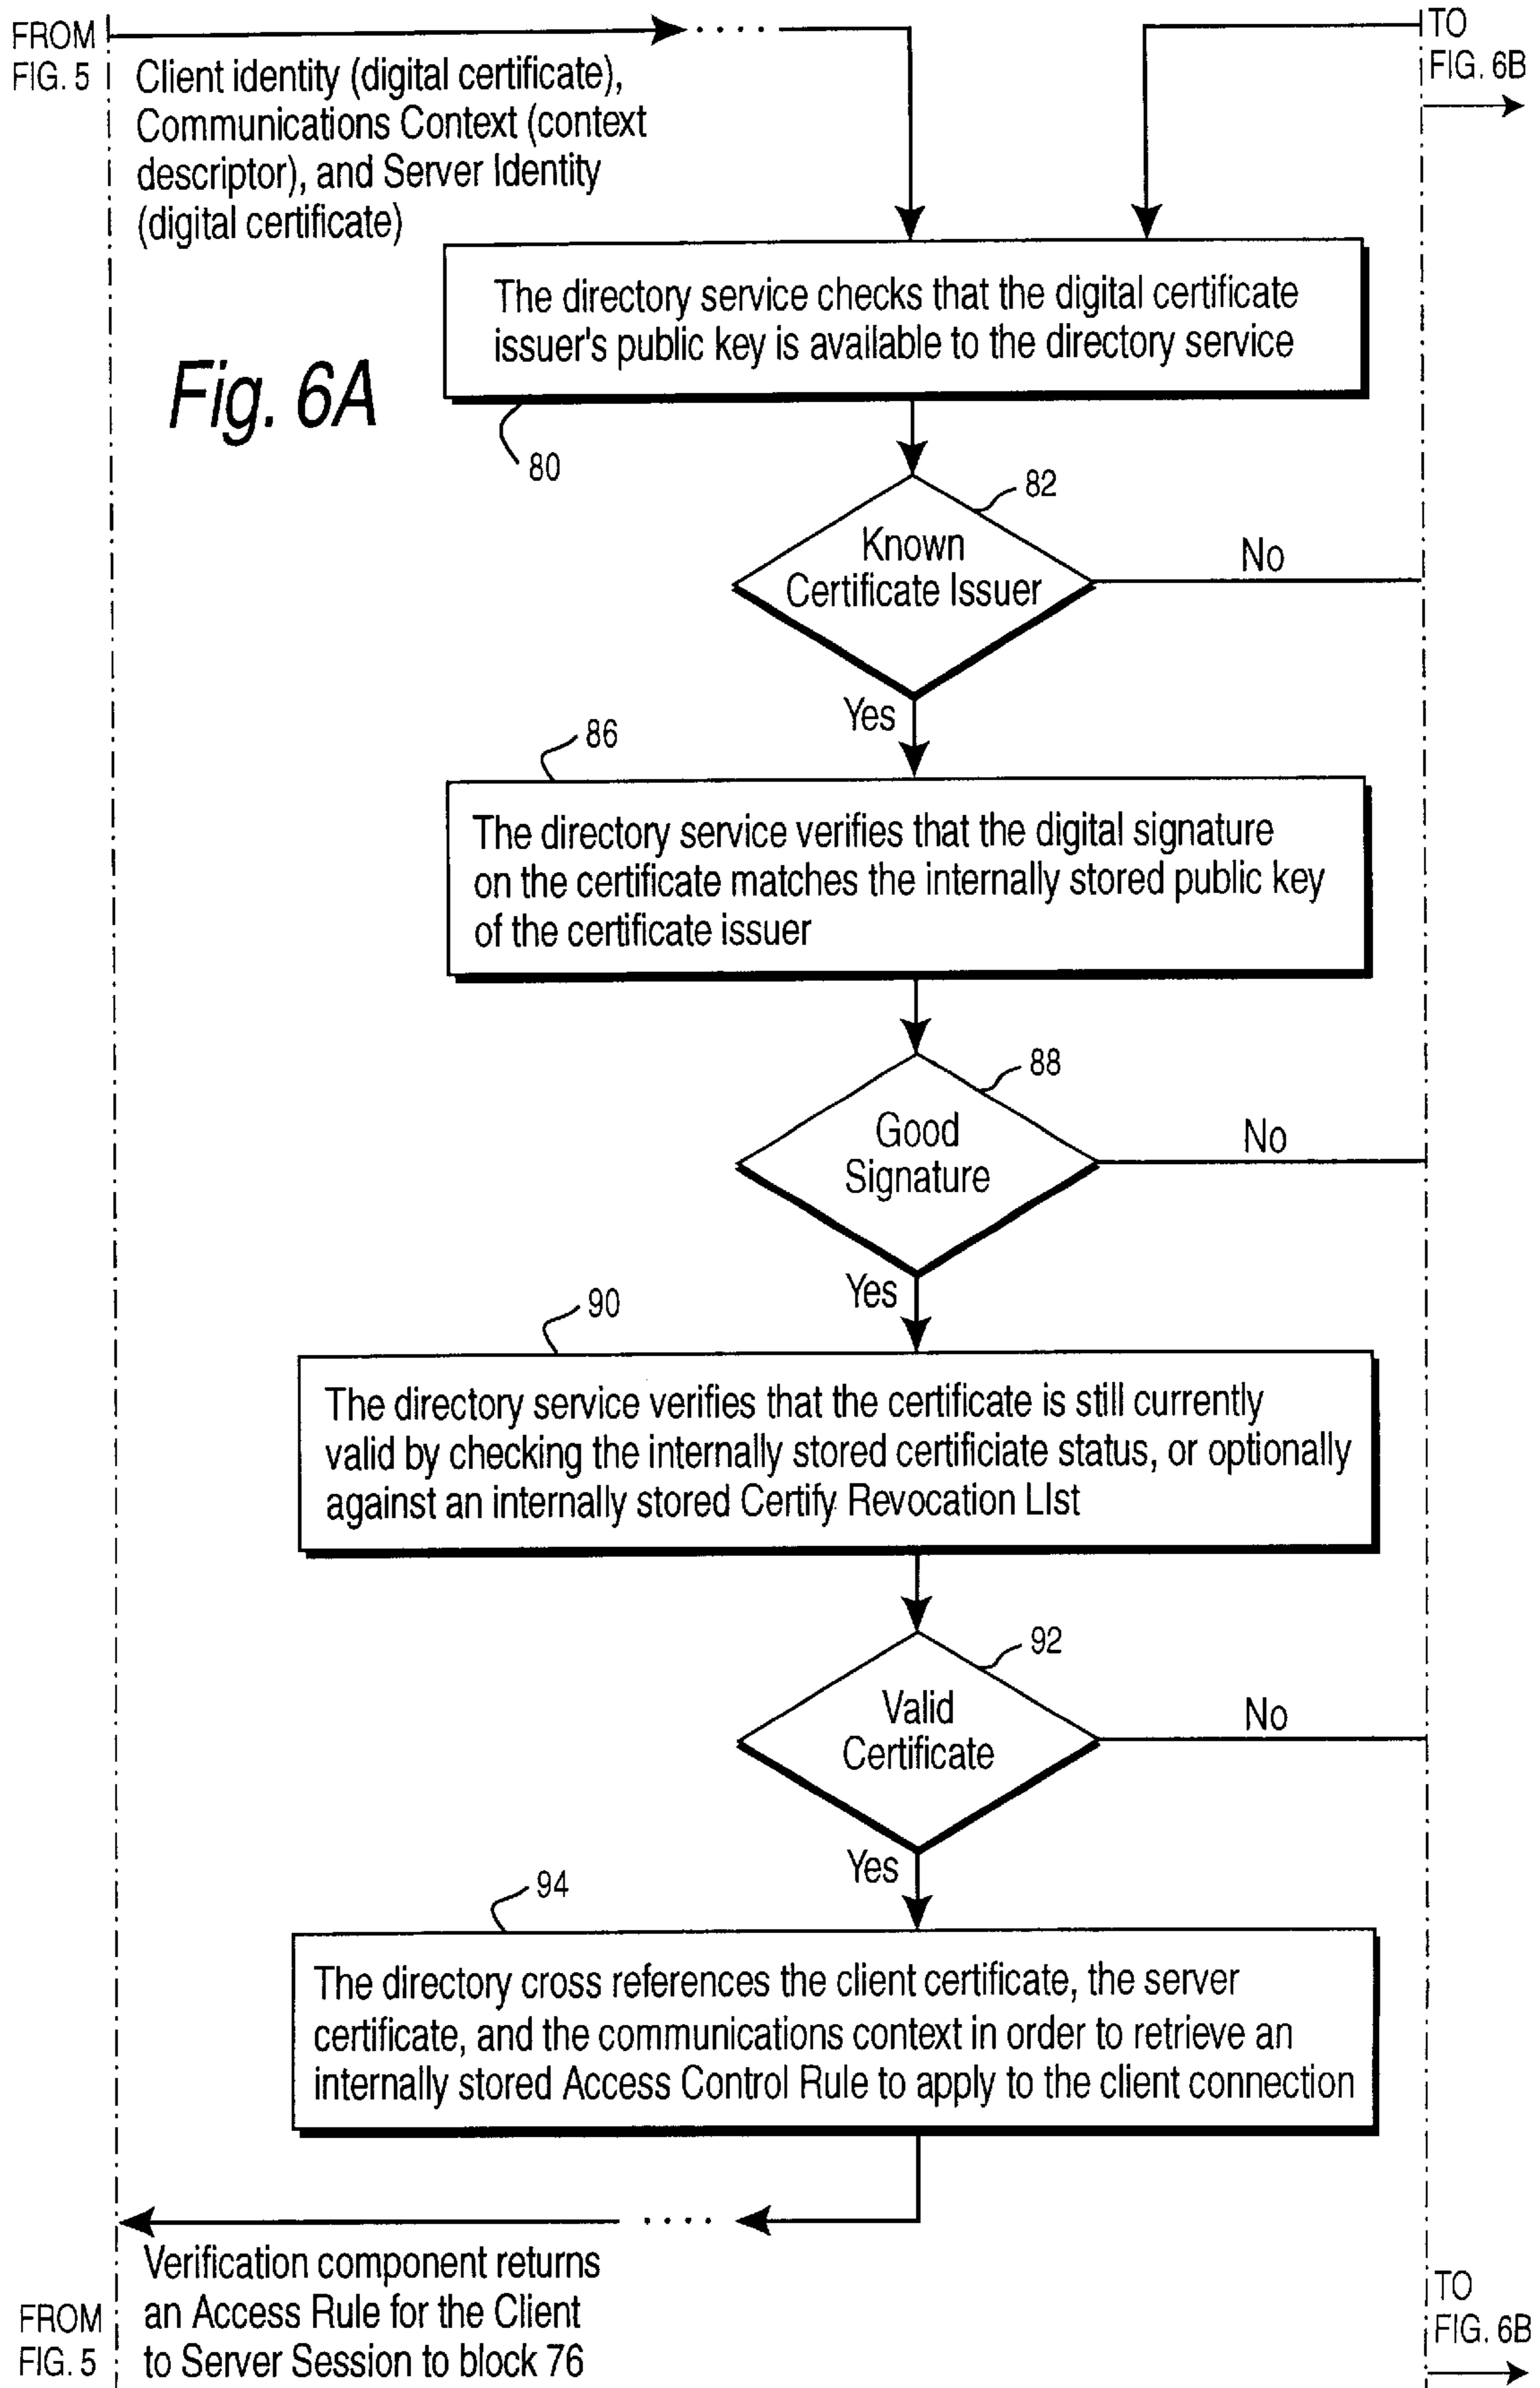 FROM
FIG. 5
TO
FIG. 6B
Client identity (digital certificate),
Communications Context (context
descriptor), and Server Identity
(digital certificate)
The directory service checks that the digital certificate
issuer's public key is available to the directory service
Fig. 6A
80
82
Known
Certificate Issuer
No
Yes
86
The directory service verifies that the digital signature
on the certificate matches the internally stored public key
of the certificate issuer
88
Good
Signature
No
Yes
90
The directory service verifies that the certificate is still currently
valid by checking the internally stored certificiate status, or optionally
against an internally stored Certify Revocation LIst
92
Valid
Certificate
No
Yes
94
The directory cross references the client certificate, the server
certificate, and the communications context in order to retrieve an
internally stored Access Control Rule to apply to the client connection
Verification component returns
an Access Rule for the Client
to Server Session to block 76
FROM
FIG. 5
TO
FIG. 6B